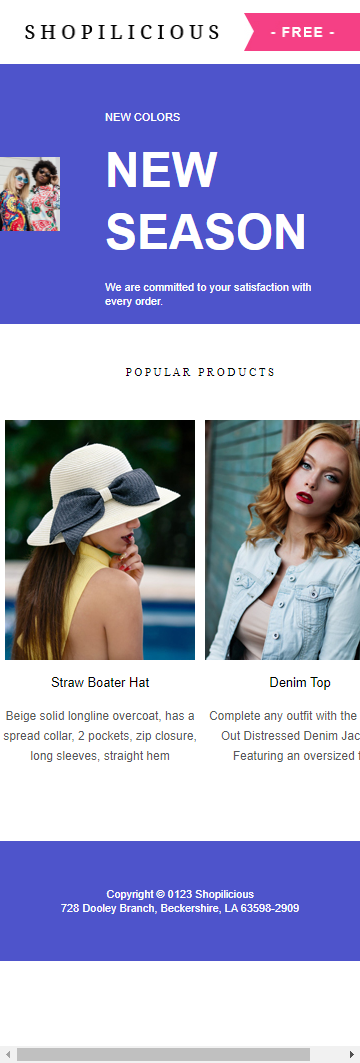 SHOPILICIOUS
- FREE -
NEW COLORS
NEW
SEASON
We are committed to your satisfaction with
every order.
POPULAR PRODUCTS
Straw Boater Hat
Beige solid longline overcoat, has a
spread collar, 2 pockets, zip closure,
long sleeves, straight hem
Denim Top
Complete any outfit with the
Out Distressed Denim Jac
Featuring an oversized f
Copyright © 0123 Shopilicious
728 Dooley Branch, Beckershire, LA 63598-2909